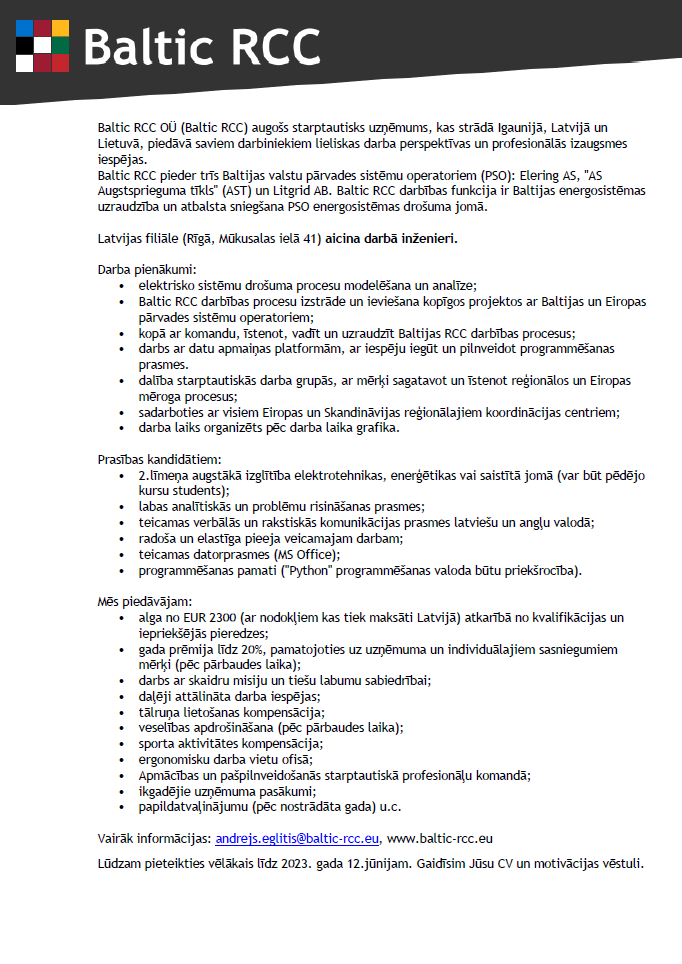 Baltic RCC
Baltic RCC OÜ (Baltic RCC) augošs starptautisks uzņēmums, kas strādā Igaunijā, Latvijā un
Lietuvā, piedāvā saviem darbiniekiem lieliskas darba perspektīvas un profesionālās izaugsmes
iespējas.
Baltic RCC pieder trīs Baltijas valstu pārvades sistēmu operatoriem (PSO): Elering AS, "AS
Augstsprieguma tīkls" (AST) un Litgrid AB. Baltic RCC darbības funkcija ir Baltijas energosistēmas
uzraudzība un atbalsta sniegšana PSO energosistēmas drošuma jomā.
Latvijas filiāle (Rīgā, Mūkusalas ielā 41) aicina darbā inženieri.
Darba pienākumi:
• elektrisko sistēmu drošuma procesu modelēšana un analīze;
• Baltic RCC darbības procesu izstrāde un ieviešana kopīgos projektos ar Baltijas un Eiropas
pārvades sistēmu operatoriem;
• kopā ar komandu, īstenot, vadīt un uzraudzīt Baltijas RCC darbības procesus;
• darbs ar datu apmaiņas platformām, ar iespēju iegūt un pilnveidot programmēšanas
prasmes.
• dalība starptautiskās darba grupās, ar mērķi sagatavot un īstenot reģionālos un Eiropas
mēroga procesus;
• sadarboties ar visiem Eiropas un Skandināvijas reģionālajiem koordinācijas centriem;
• darba laiks organizēts pēc darba laika grafika.
Prasības kandidātiem:
• 2.līmeņa augstākā izglītība elektrotehnikas, enerģētikas vai saistītā jomā (var būt pēdējo
kursu students);
• labas analītiskās un problēmu risināšanas prasmes;
• teicamas verbālās un rakstiskās komunikācijas prasmes latviešu un angļu valodā;
• radoša un elastīga pieeja veicamajam darbam;
• teicamas datorprasmes (MS Office);
• programmēšanas pamati ("Python" programmēšanas valoda būtu priekšrocība).
Mēs piedāvājam:
• alga no EUR 2300 (ar nodokļiem kas tiek maksāti Latvijā) atkarībā no kvalifikācijas un
iepriekšējās pieredzes;
• gada prēmija līdz 20%, pamatojoties uz uzņēmuma un individuālajiem sasniegumiem
mērķi (pēc pārbaudes laika);
• darbs ar skaidru misiju un tiešu labumu sabiedrībai;
• daļēji attālināta darba iespējas;
• tālruņa lietošanas kompensācija;
• veselības apdrošināšana (pēc pārbaudes laika);
• sporta aktivitātes kompensācija;
• ergonomisku darba vietu ofisā;
• Apmācības un pašpilnveidošanās starptautiskā profesionāļu komandā;
• ikgadējie uzņēmuma pasākumi;
• papildatvaļinājumu (pēc nostrādāta gada) u.c.
Vairāk informācijas: andrejs.eglitis@baltic-rcc.eu, www.baltic-rcc.eu
Lūdzam pieteikties vēlākais līdz 2023. gada 12.jūnijam. Gaidīsim Jūsu CV un motivācijas vēstuli.